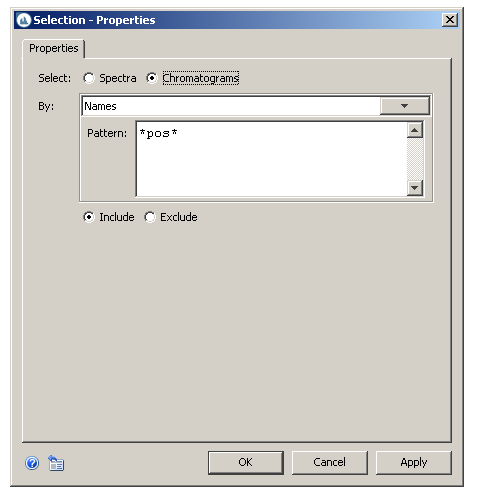 Selection - Properties
Properties
Select: Spectra Chromatograms
By: Names
Pattern: *pos*
Include Exclude
OK Cancel Apply